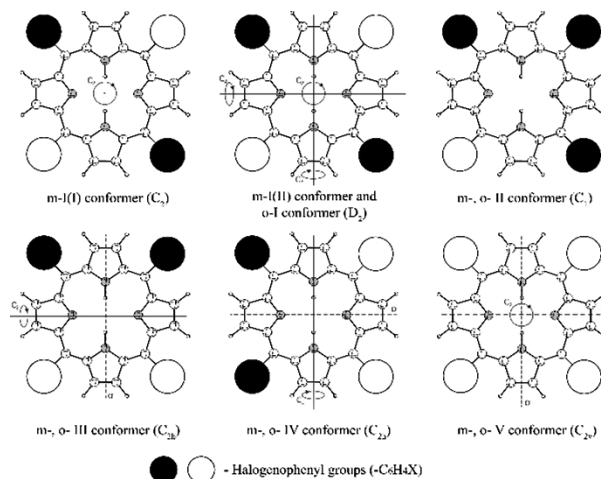 m-I(I) conformer (C₂)
m-I(II) conformer and
o-I conformer (D₂)
m-, o- II conformer (C₁)
m-, o- III conformer (C₂ₕ)
m-, o- IV conformer (C₂ₕ)
m-, o- V conformer (C₂ᵥ)
- Halogenophenyl groups (-C₆H₄X)